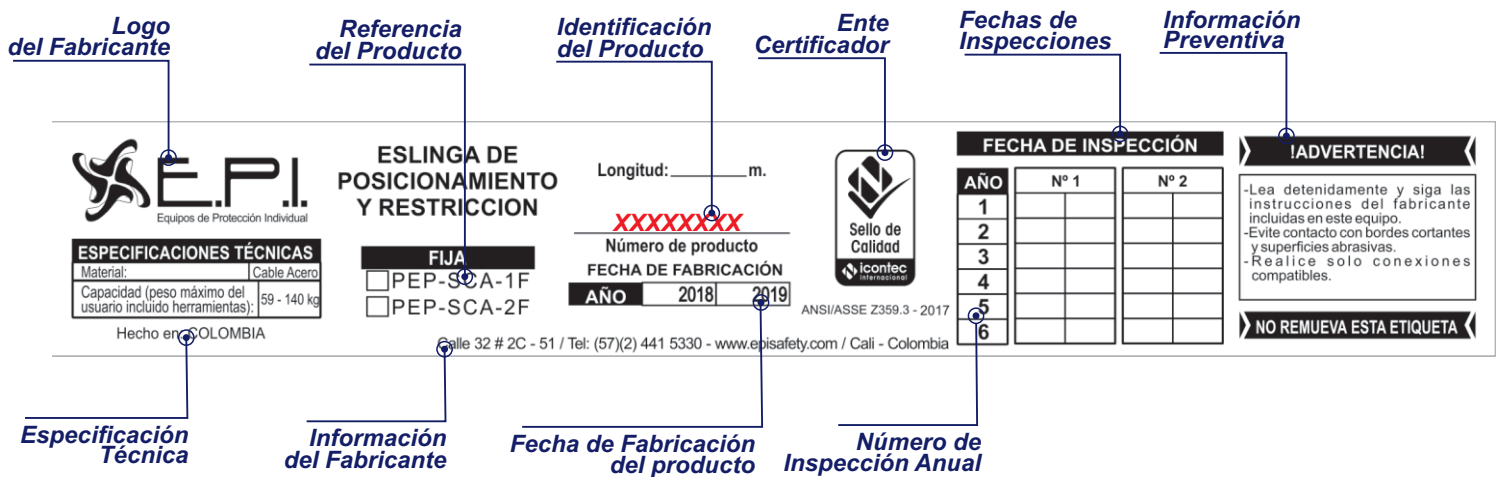 Logo
del Fabricante
Referencia
del Producto
Identificación
del Producto
Ente
Certificador
Fechas de
Inspecciones
Información
Preventiva
E.P.I.
Equipos de Protección Individual
ESPECIFICACIONES TÉCNICAS
Material: Cable Acero
Capacidad (peso máximo del
usuario incluido herramientas): 59 - 140 kg
Hecho en: COLOMBIA
ESLINGA DE
POSICIONAMIENTO
Y RESTRICCION
FIJA
PEP-SCA-1F
PEP-SCA-2F
Longitud:__________m.
XXXXXXXX
Número de producto
FECHA DE FABRICACIÓN
AÑO 2018 2019
Sello de
Calidad
icontec
internacional
ANSI/ASSE Z359.3 - 2017
Calle 32 # 2C - 51 / Tel: (57)(2) 441 5330 - www.episafety.com / Cali - Colombia
FECHA DE INSPECCIÓN
AÑO Nº 1 Nº 2
1
2
3
4
5
6
!ADVERTENCIA!
-Lea detenidamente y siga las
instrucciones del fabricante
incluidas en este equipo.
-Evite contacto con bordes cortantes
y superficies abrasivas.
-Realice solo conexiones
compatibles.
NO REMUEVA ESTA ETIQUETA
Especificación
Técnica
Información
del Fabricante
Fecha de Fabricación
del producto
Número de
Inspección Anual